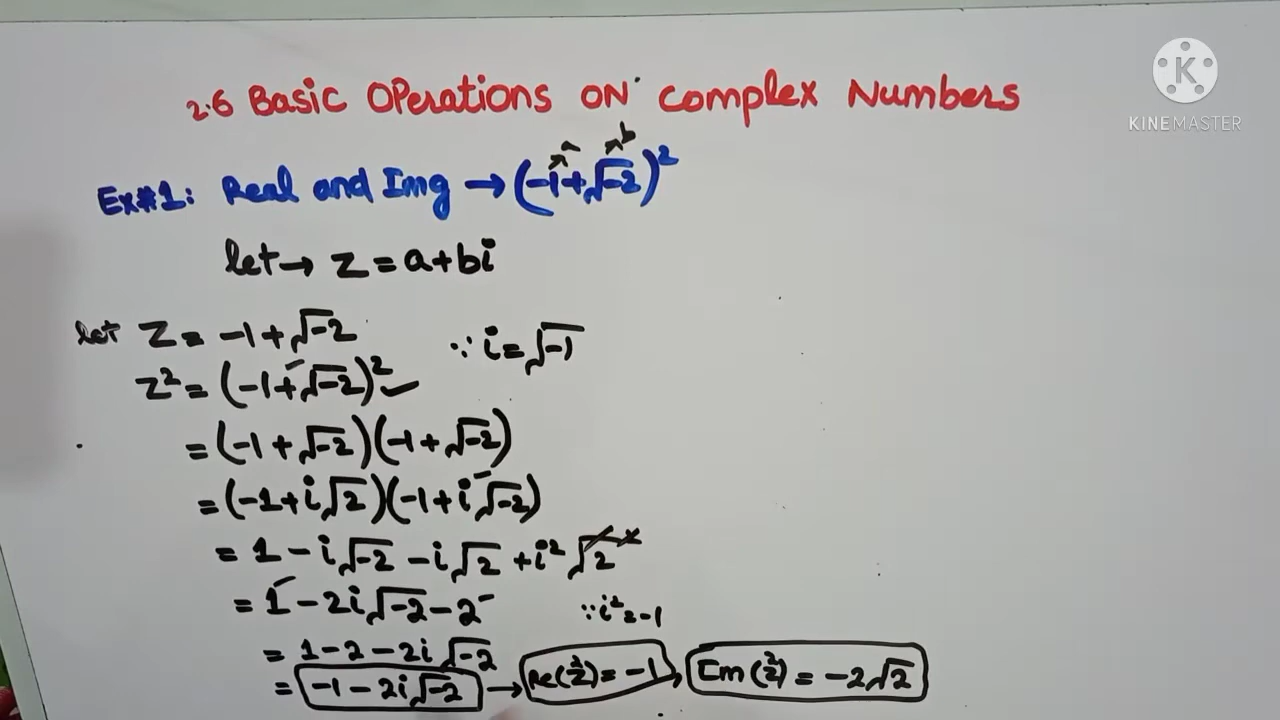 2.6 Basic Operations on complex Numbers
KINEMASTER
Ex#1: Real and Img → (-1+√-2)²
a b
let → z = a+bi
let z = -1+√-2 ∵ i=√-1
z² = (-1+√-2)²
= (-1+√-2)(-1+√-2)
= (-1+i√2)(-1+i√-2)
= 1 - i√-2 - i√2 + i²√2
= 1 - 2i√-2 - 2 ∵ i² = -1
= 1-2-2i√-2
= -1-2i√-2 → Re(z²) = -1, Im(z²) = -2√2